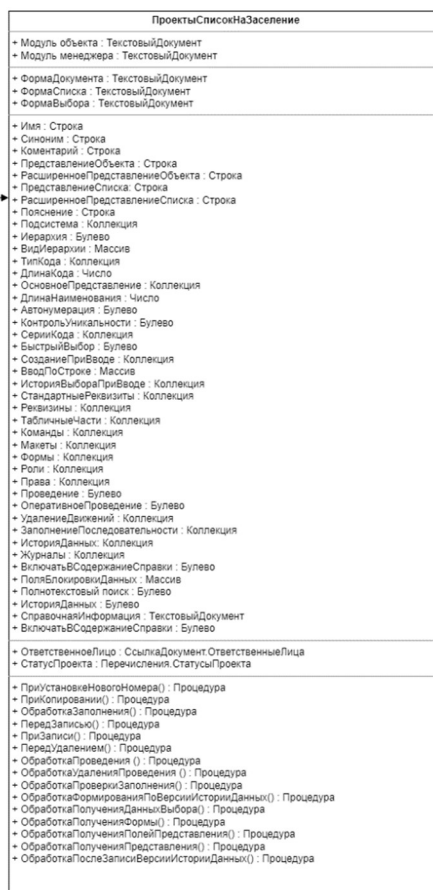 ПроектыСписокНаЗаселение
+ Модуль объекта : ТекстовыйДокумент
+ Модуль менеджера : ТекстовыйДокумент
+ ФормаДокумента : ТекстовыйДокумент
+ ФормаСписка : ТекстовыйДокумент
+ ФормаВыбора : ТекстовыйДокумент
+ Имя : Строка
+ Синоним : Строка
+ Коментарий : Строка
+ ПредставлениеОбъекта : Строка
+ РасширенноеПредставлениеОбъекта : Строка
+ ПредставлениеСписка: Строка
+ РасширенноеПредставлениеСписка : Строка
+ Пояснение : Строка
+ Подсистема : Коллекция
+ Иерархия : Булево
+ ВидИерархии : Массив
+ ТипКода : Коллекция
+ ДлинаКода : Число
+ ОсновноеПредставление : Коллекция
+ ДлинаНаименования : Число
+ Автонумерация : Булево
+ КонтрольУникальности : Булево
+ СерииКода : Коллекция
+ БыстрыйВыбор : Булево
+ СозданиеПриВводе : Коллекция
+ ВводПоСтроке : Массив
+ ИсторияВыбораПриВводе : Коллекция
+ СтандартныеРеквизиты : Коллекция
+ Реквизины : Коллекция
+ ТабличныеЧасти : Коллекция
+ Команды : Коллекция
+ Макеты : Коллекция
+ Формы : Коллекция
+ Роли : Коллекция
+ Права : Коллекция
+ Проведение : Булево
+ ОперативноеПроведение : Булево
+ УдалениеДвижений : Коллекция
+ ЗаполнениеПоследовательности : Коллекция
+ ИсторияДанных: Коллекция
+ Журналы : Коллекция
+ ВключатьВСодержаниеСправки : Булево
+ ПоляБлокировкиДанных : Массив
+ Полнотекстовый поиск : Булево
+ ИсторияДанных : Булево
+ СправочнаяИнформация : ТекстовыйДокумент
+ ВключатьВСодержаниеСправки : Булево
+ ОтветственноеЛицо : СсылкаДокумент.ОтветственныеЛица
+ СтатусПроекта : Перечисления.СтатусыПроекта
+ ПриУстановкеНовогоНомера() : Процедура
+ ПриКопировании() : Процедура
+ ОбработкаЗаполнения() : Процедура
+ ПередЗаписью() : Процедура
+ ПриЗаписи() : Процедура
+ ПередУдалением() : Процедура
+ ОбработкаПроведения () : Процедура
+ ОбработкаУдаленияПроведения () : Процедура
+ ОбработкаПроверкиЗаполнения() : Процедура
+ ОбработкаФормированияПоВерсииИсторииДанных() : Процедура
+ ОбработкаПолученияДанныхВыбора() : Процедура
+ ОбработкаПолученияФормы() : Процедура
+ ОбработкаПолученияПолейПредставления() : Процедура
+ ОбработкаПолученияПредставления() : Процедура
+ ОбработкаПослеЗаписиВерсииИсторииДанных() : Процедура